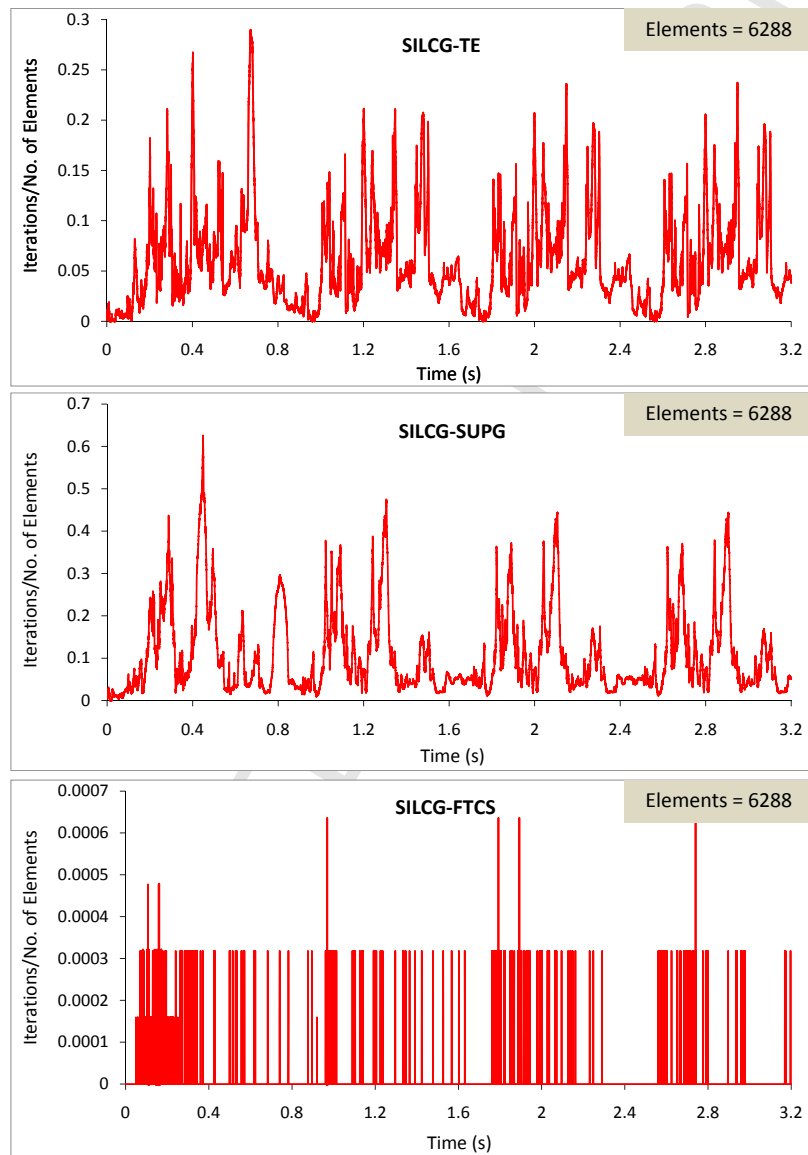 Elements = 6288
SILCG-TE
Iterations/No. of Elements
0.3
0.25
0.2
0.15
0.1
0.05
0
0 0.4 0.8 1.2 1.6 2 2.4 2.8 3.2
Time (s)
Elements = 6288
SILCG-SUPG
Iterations/No. of Elements
0.7
0.6
0.5
0.4
0.3
0.2
0.1
0
0 0.4 0.8 1.2 1.6 2 2.4 2.8 3.2
Time (s)
Elements = 6288
SILCG-FTCS
Iterations/No. of Elements
0.0007
0.0006
0.0005
0.0004
0.0003
0.0002
0.0001
0
0 0.4 0.8 1.2 1.6 2 2.4 2.8 3.2
Time (s)